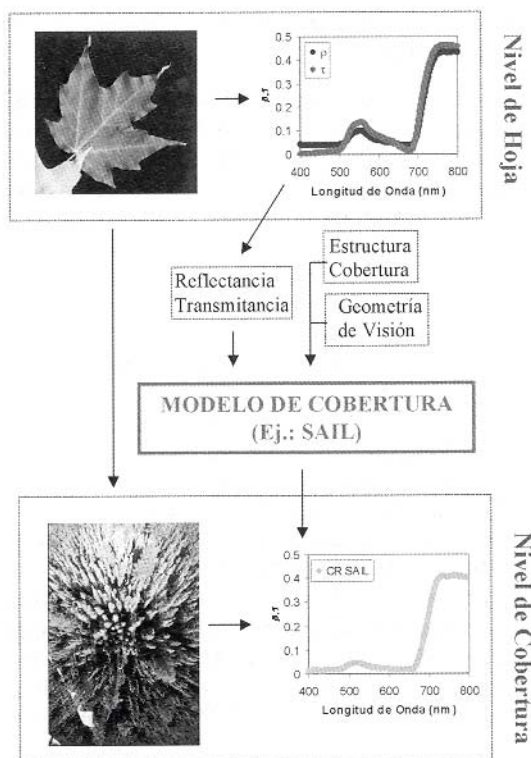 0.5
0.4
0.3
0.2
0.1
0
ρ,τ
ρ
τ
400 500 600 700 800
Longitud de Onda (nm)
Nivel de Hoja
Reflectancia
Transmitancia
Estructura
Cobertura
Geometría
de Visión
MODELO DE COBERTURA
(Ej.: SAIL)
0.5
0.4
0.3
0.2
0.1
0
ρ,τ
CR SAIL
400 500 600 700 800
Longitud de Onda (nm)
Nivel de Cobertura